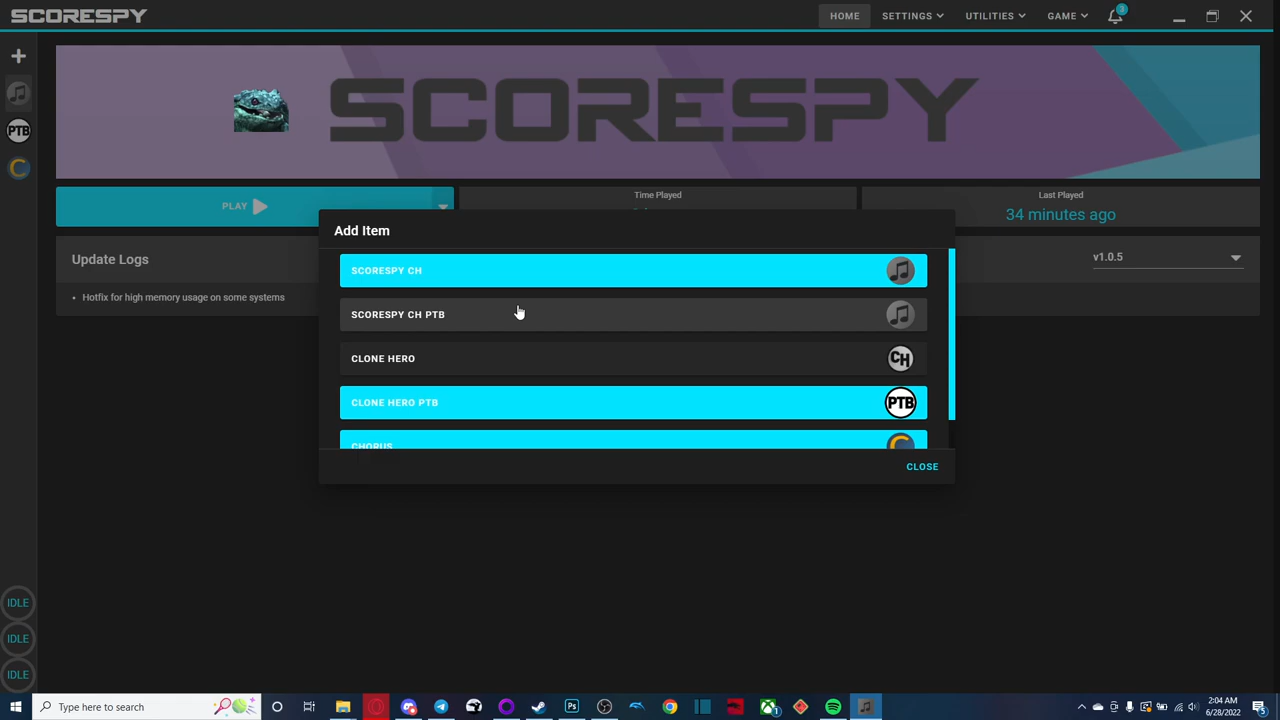 SCORESPY
HOME
SETTINGS
UTILITIES
GAME
3
PTB
SCORESPY
PLAY
Time Played
Last Played
34 minutes ago
Update Logs
v1.0.5
Hotfix for high memory usage on some systems
Add Item
SCORESPY CH
SCORESPY CH PTB
CLONE HERO
CH
CLONE HERO PTB
PTB
CHORUS
CLOSE
IDLE
IDLE
IDLE
Type here to search
2:04 AM
6/28/2022